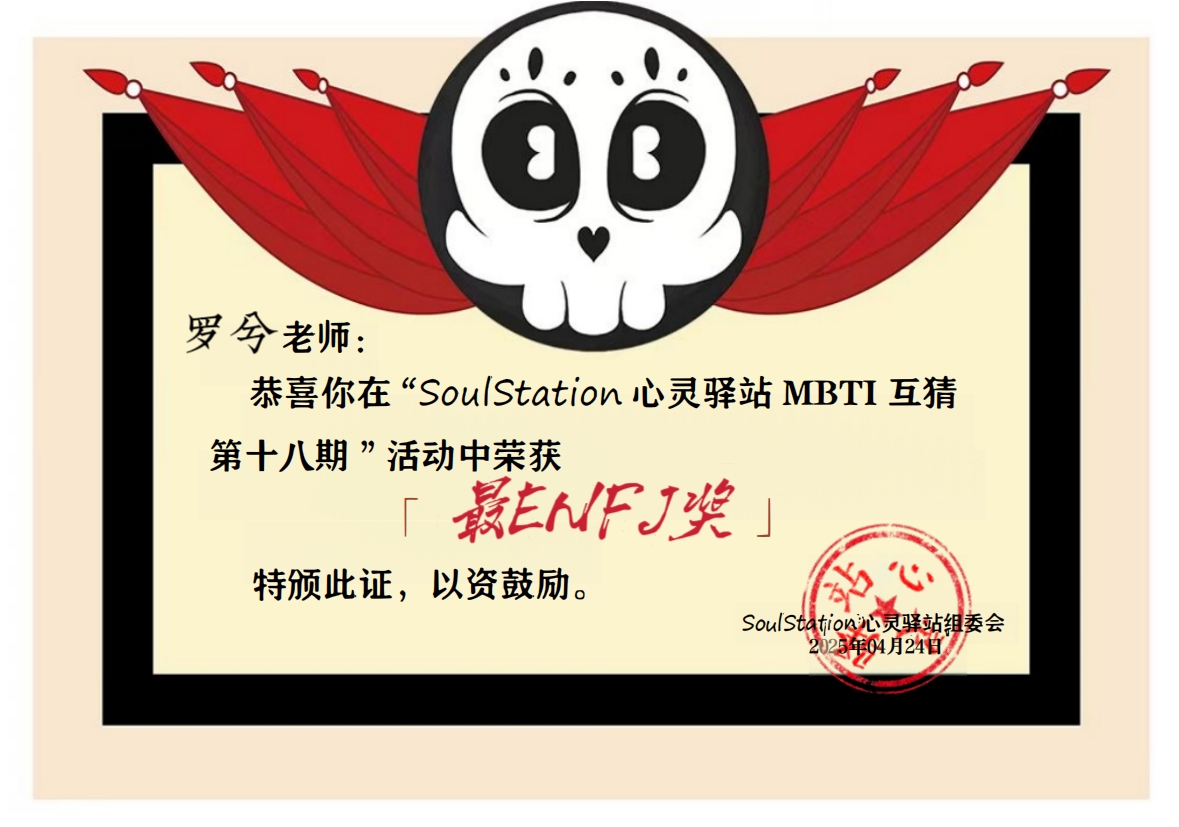 罗兮老师：
恭喜你在“SoulStation心灵驿站 MBTI 互猜
第十八期”活动中荣获
「最ENFJ奖」
特颁此证，以资鼓励。
SoulStation心灵驿站组委会
2025年04月24日
心灵驿站